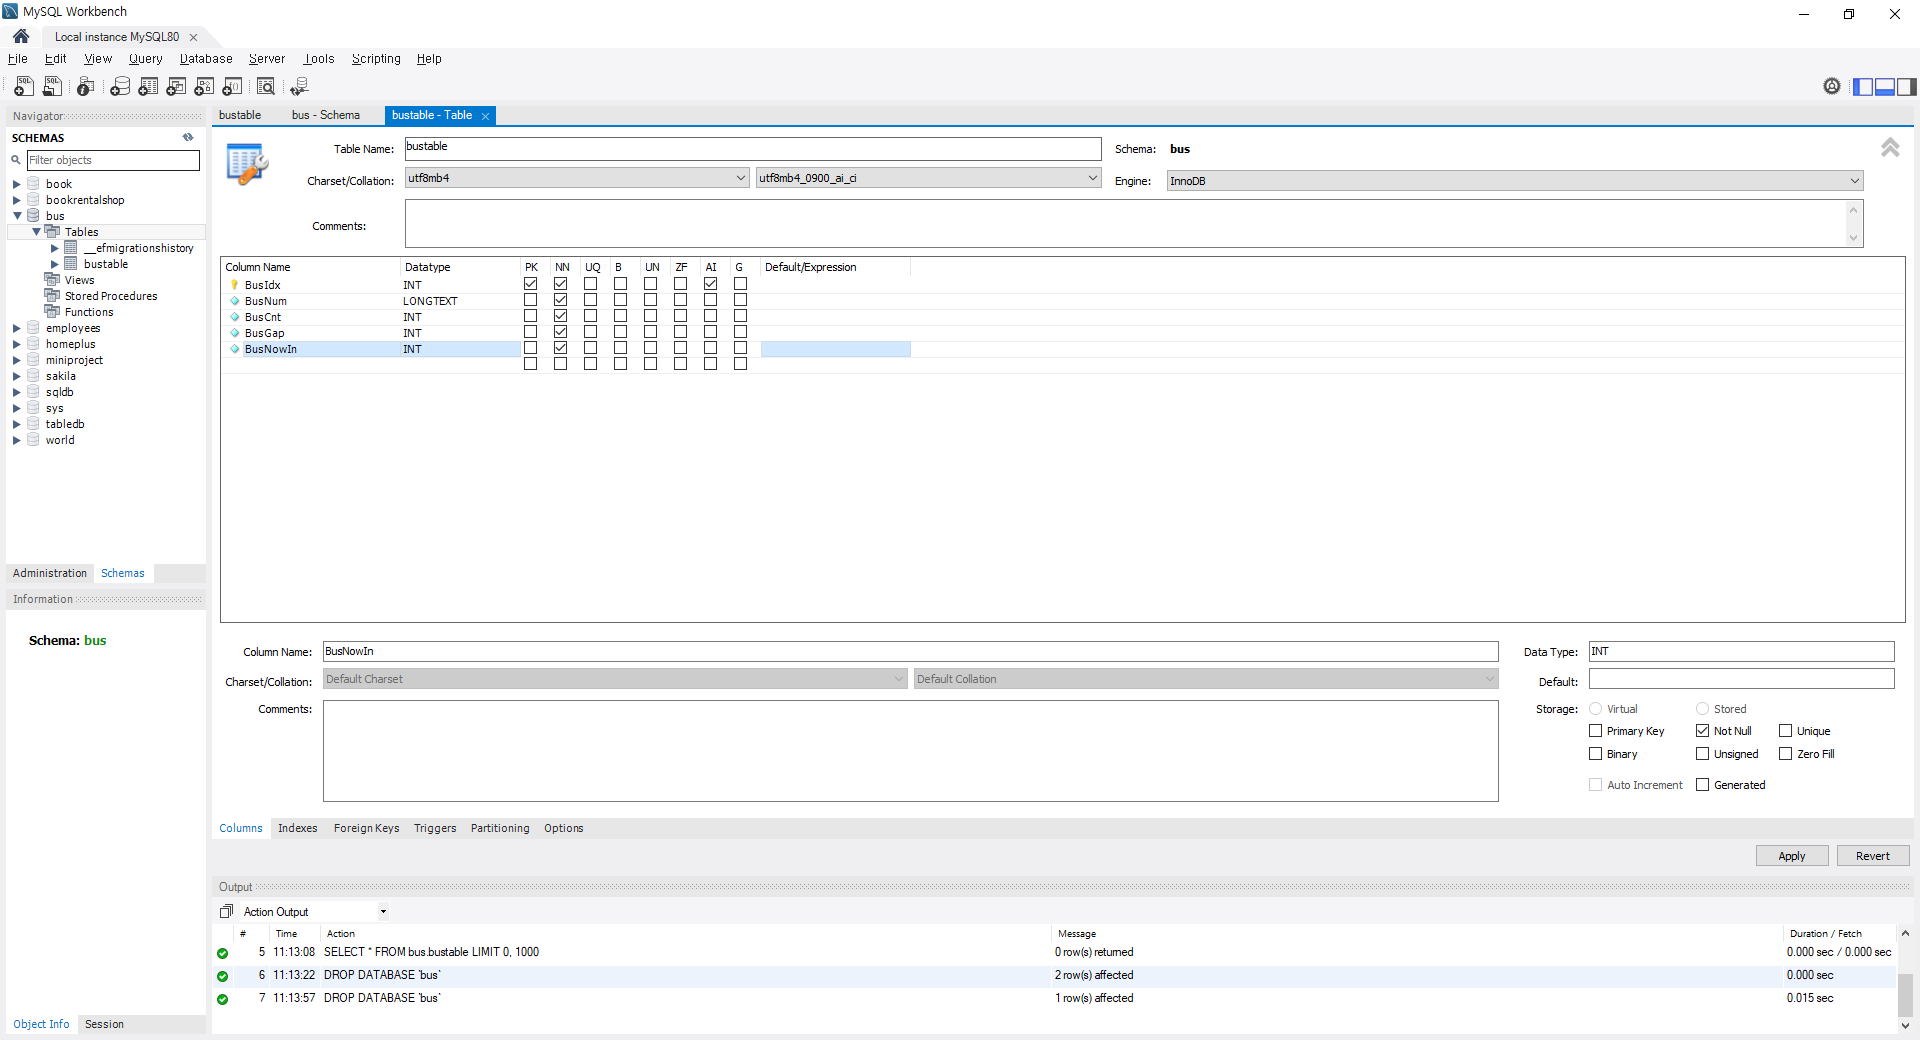 MySQL Workbench
Local instance MySQL80
File Edit View Query Database Server Tools Scripting Help
Navigator
SCHEMAS
Filter objects
book
bookrentalshop
bus
Tables
__efmigrationshistory
bustable
Views
Stored Procedures
Functions
employees
homeplus
miniproject
sakila
sqldb
sys
tabledb
world
Administration Schemas
Information
Schema: bus
Object Info Session
bustable bus - Schema bustable - Table
Table Name: bustable Schema: bus
Charset/Collation: utf8mb4 utf8mb4_0900_ai_ci Engine: InnoDB
Comments:
Column Name Datatype PK NN UQ B UN ZF AI G Default/Expression
BusIdx INT
BusNum LONGTEXT
BusCnt INT
BusGap INT
BusNowIn INT
Column Name: BusNowIn Data Type: INT
Charset/Collation: Default Charset Default Collation Default:
Comments: Storage: Virtual Stored
Primary Key Not Null Unique
Binary Unsigned Zero Fill
Auto Increment Generated
Columns Indexes Foreign Keys Triggers Partitioning Options
Apply Revert
Output
Action Output
# Time Action Message Duration / Fetch
5 11:13:08 SELECT * FROM bus.bustable LIMIT 0, 1000 0 row(s) returned 0.000 sec / 0.000 sec
6 11:13:22 DROP DATABASE `bus` 2 row(s) affected 0.000 sec
7 11:13:57 DROP DATABASE `bus` 1 row(s) affected 0.015 sec